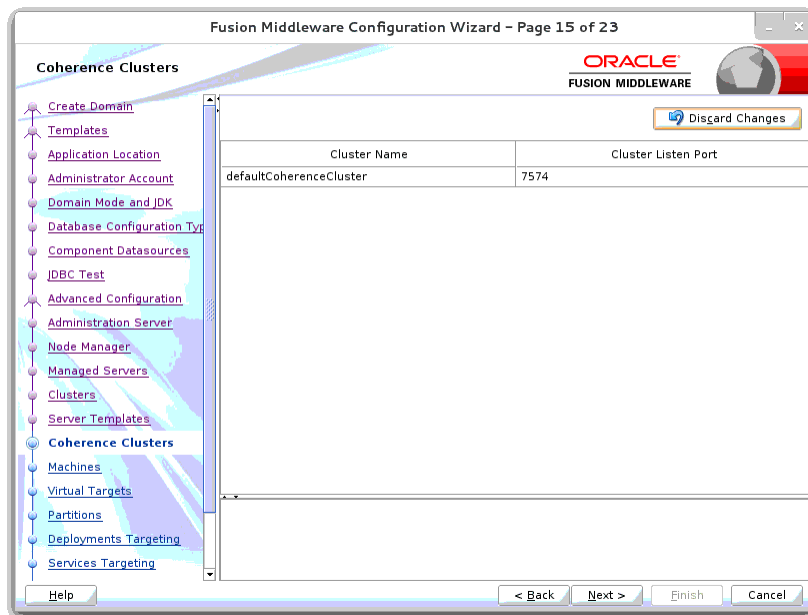 Fusion Middleware Configuration Wizard – Page 15 of 23
Coherence Clusters
ORACLE
FUSION MIDDLEWARE
Create Domain
Templates
Application Location
Administrator Account
Domain Mode and JDK
Database Configuration Typ
Component Datasources
JDBC Test
Advanced Configuration
Administration Server
Node Manager
Managed Servers
Clusters
Server Templates
Coherence Clusters
Machines
Virtual Targets
Partitions
Deployments Targeting
Services Targeting
Discard Changes
Cluster Name Cluster Listen Port
defaultCoherenceCluster 7574
Help < Back Next > Finish Cancel